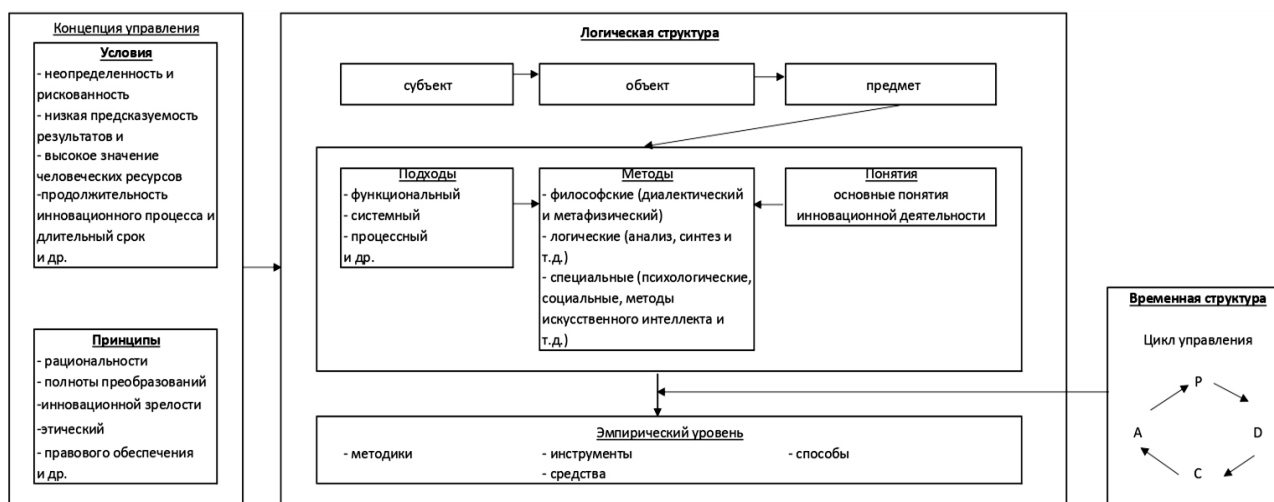 Концепция управления
Условия
- неопределенность и
рискованность
- низкая предсказуемость
результатов и
- высокое значение
человеческих ресурсов
-продолжительность
инновационного процесса и
длительный срок
и др.
Принципы
- рациональности
- полноты преобразований
-инновационной зрелости
-этический
- правового обеспечения
и др.
Логическая структура
субъект
объект
предмет
Подходы
- функциональный
- системный
- процессный
и др.
Методы
- философские (диалектический
и метафизический)
- логические (анализ, синтез и
т.д.)
- специальные (психологические,
социальные, методы
искусственного интеллекта и
т.д.)
Понятия
основные понятия
инновационной деятельности
Эмпирический уровень
- методики
- инструменты
- средства
- способы
Временная структура
Цикл управления
P
A
D
C